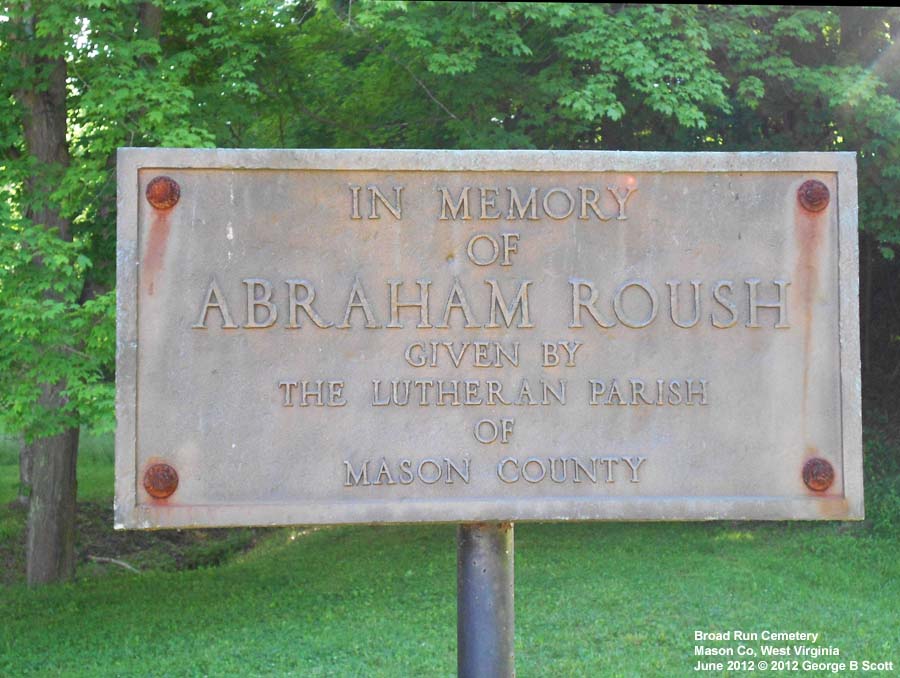 IN MEMORY
OF
ABRAHAM ROUSH
GIVEN BY
THE LUTHERAN PARISH
OF
MASON COUNTY
Broad Run Cemetery
Mason Co, West Virginia
June 2012 © 2012 George B Scott